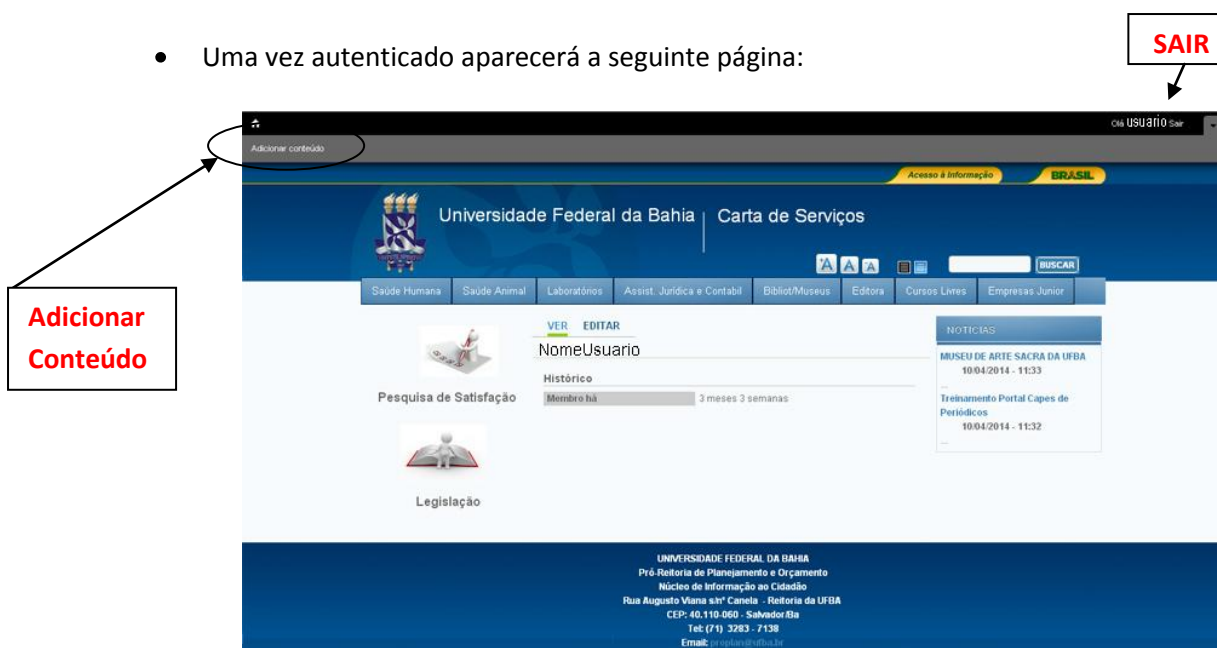 SAIR
• Uma vez autenticado aparecerá a seguinte página:
Olá usuario Sair
Adicionar conteúdo
Acesso à Informação
BRASIL
Universidade Federal da Bahia | Carta de Serviços
A A A
BUSCAR
Saúde Humana Saúde Animal Laboratórios Assist. Jurídica e Contabil Bibliot/Museus Editora Cursos Livres Empresas Junior
Adicionar
Conteúdo
VER EDITAR
NomeUsuario
Histórico
Membro há 3 meses 3 semanas
Pesquisa de Satisfação
Legislação
NOTICIAS
MUSEU DE ARTE SACRA DA UFBA
10/04/2014 - 11:33
...
Treinamento Portal Capes de
Periódicos
10/04/2014 - 11:32
...
UNIVERSIDADE FEDERAL DA BAHIA
Pró-Reitoria de Planejamento e Orçamento
Núcleo de Informação ao Cidadão
Rua Augusto Viana s/nº Canela - Reitoria da UFBA
CEP: 40.110-060 - Salvador/Ba
Tel: (71) 3283 - 7138
Email: proplan@ufba.br